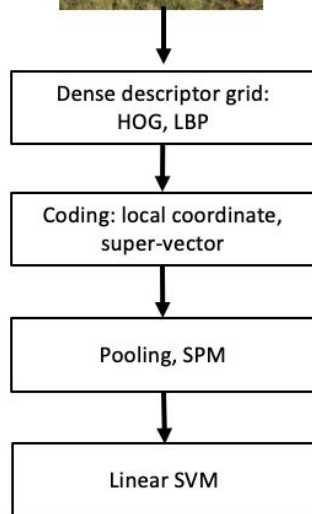 Dense descriptor grid:
HOG, LBP
Coding: local coordinate,
super-vector
Pooling, SPM
Linear SVM